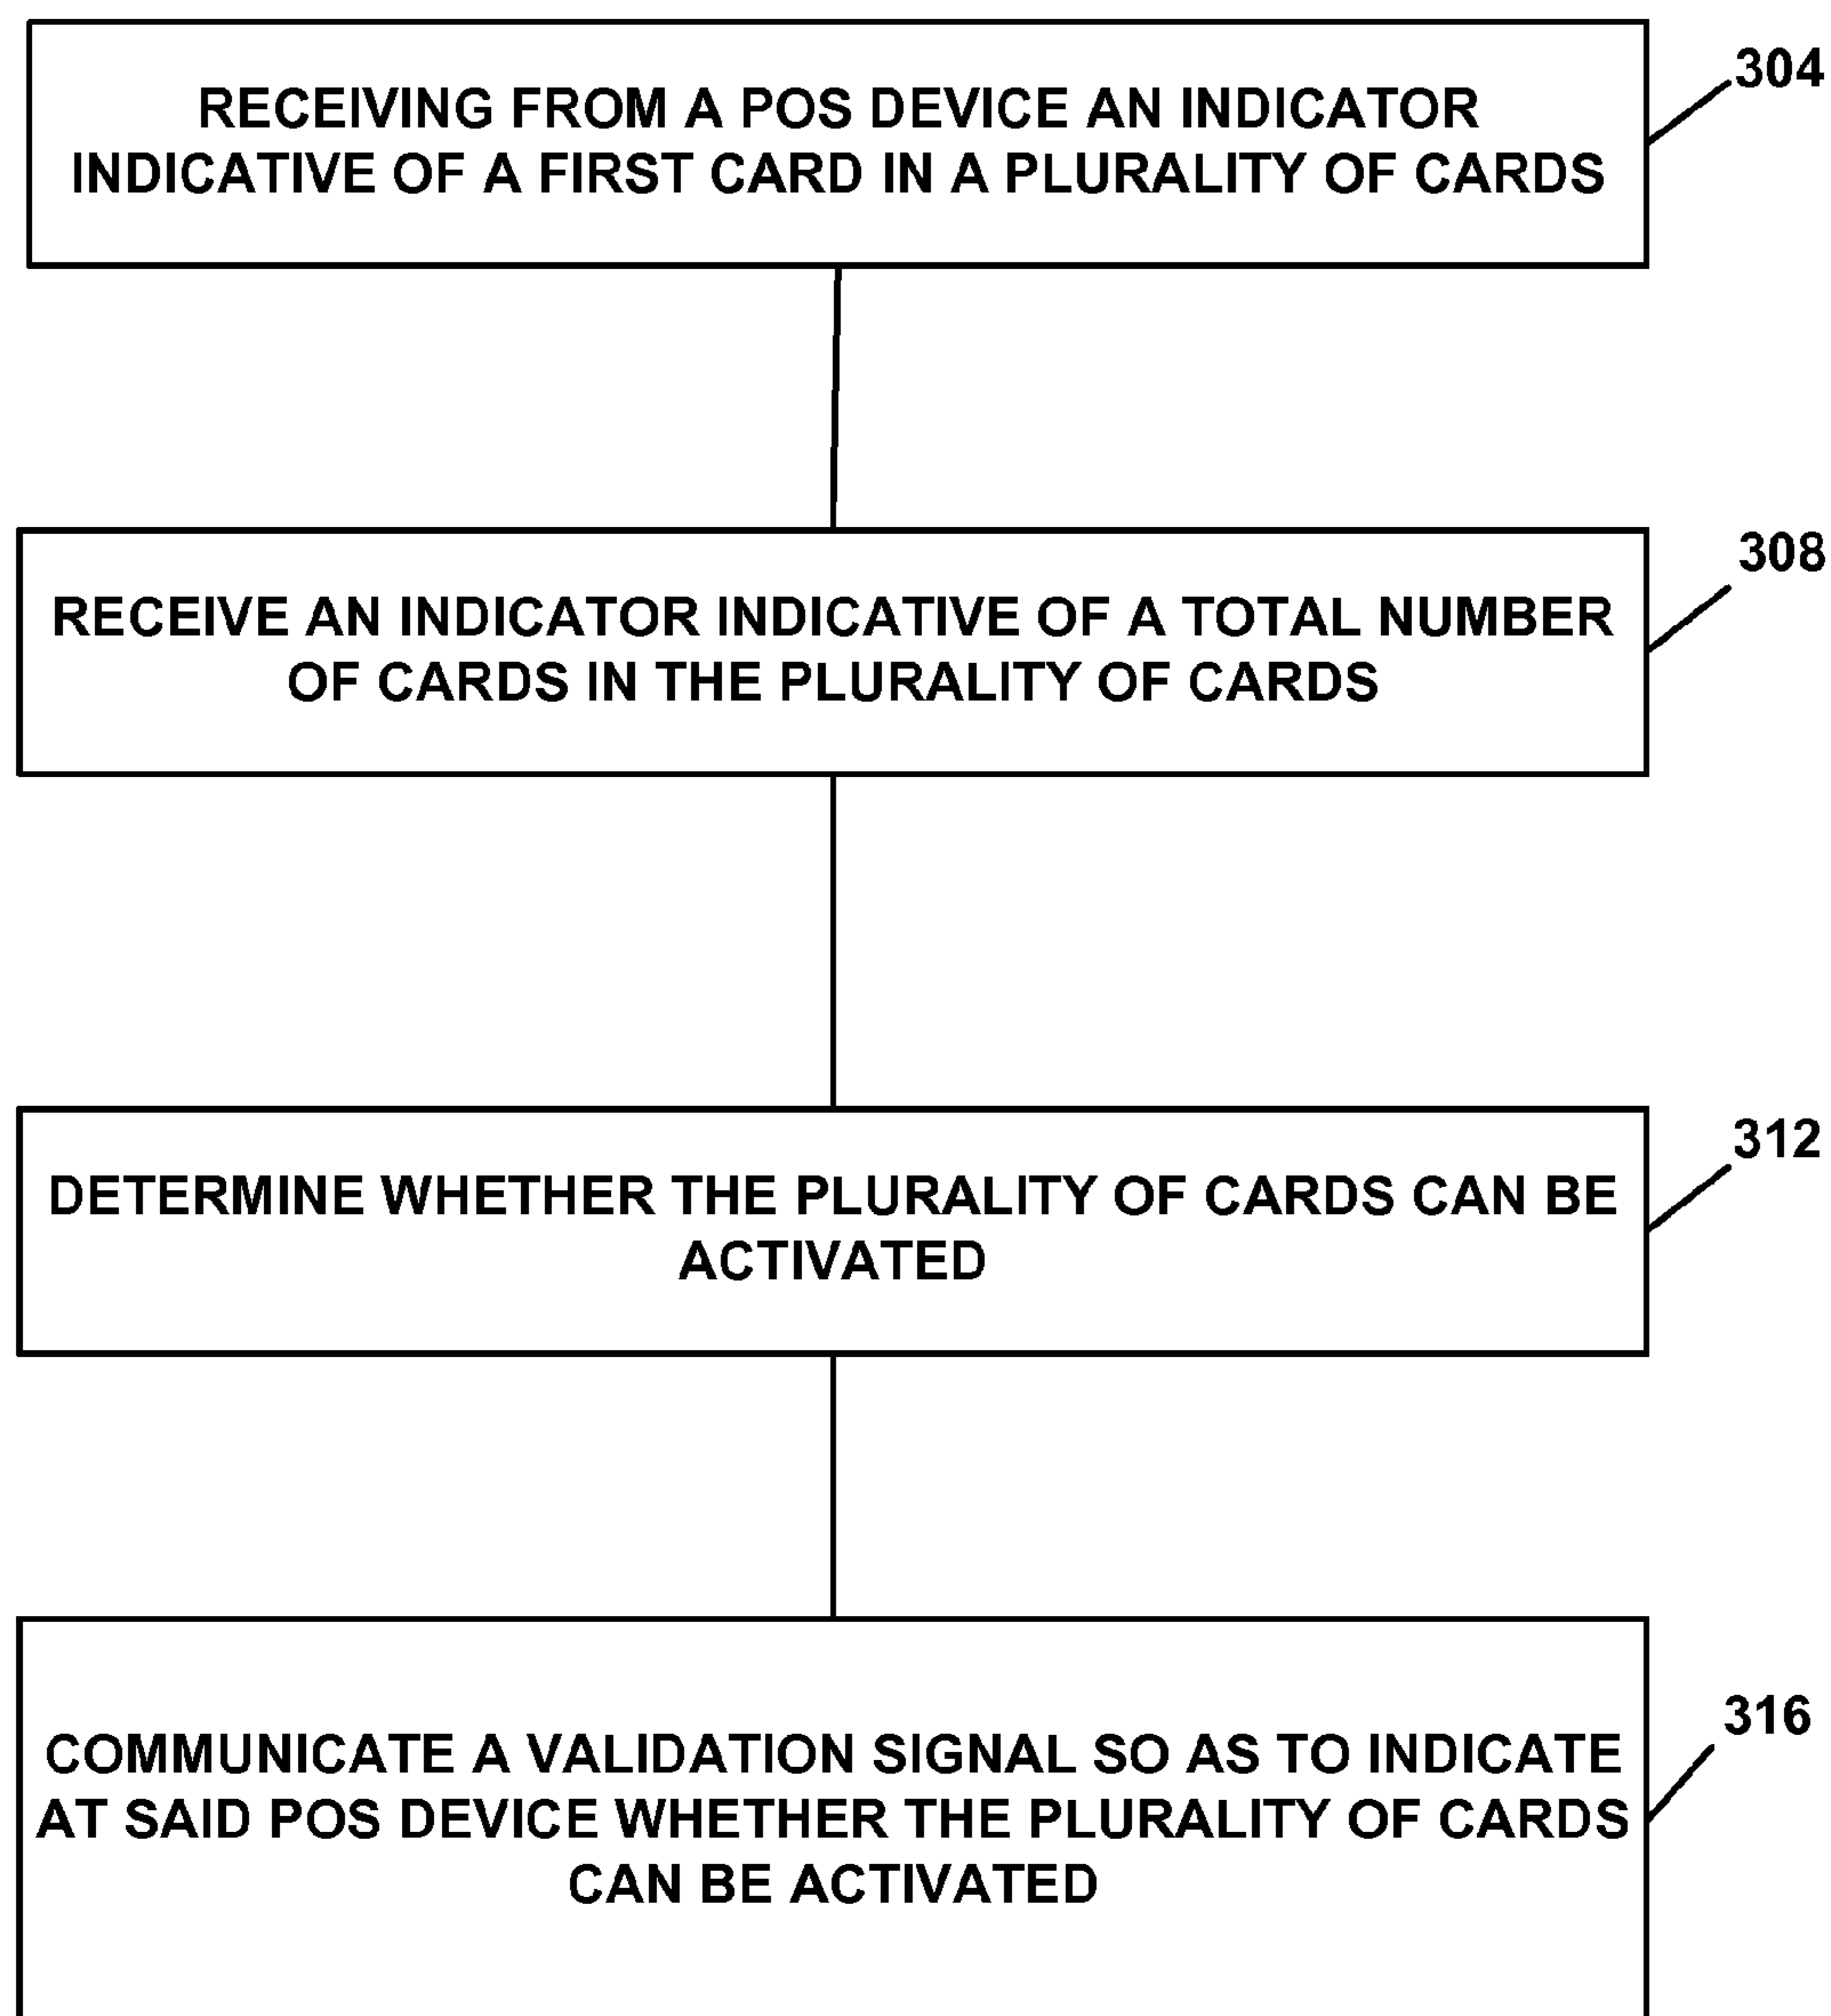 RECEIVING FROM A POS DEVICE AN INDICATOR
INDICATIVE OF A FIRST CARD IN A PLURALITY OF CARDS
304
RECEIVE AN INDICATOR INDICATIVE OF A TOTAL NUMBER
OF CARDS IN THE PLURALITY OF CARDS
308
DETERMINE WHETHER THE PLURALITY OF CARDS CAN BE
ACTIVATED
312
COMMUNICATE A VALIDATION SIGNAL SO AS TO INDICATE
AT SAID POS DEVICE WHETHER THE PLURALITY OF CARDS
CAN BE ACTIVATED
316